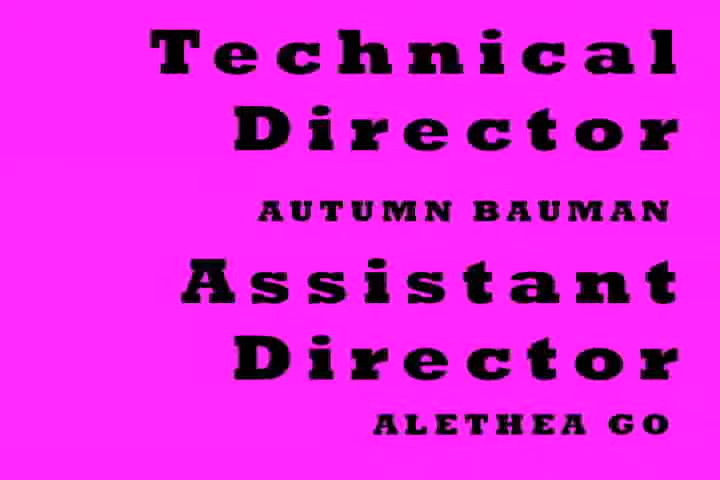 Technical
Director
AUTUMN BAUMAN
Assistant
Director
ALETHEA GO